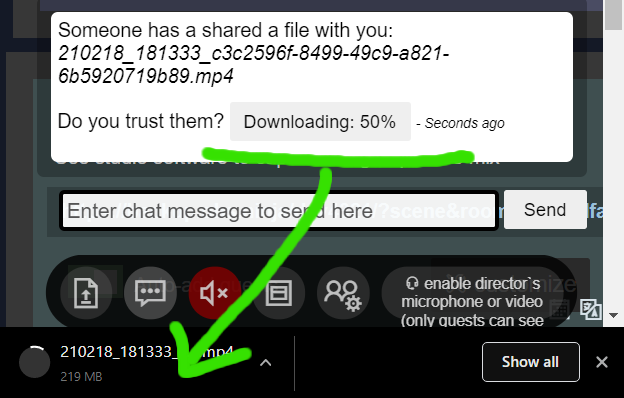 Someone has a shared a file with you:
210218_181333_c3c2596f-8499-49c9-a821-
6b5920719b89.mp4
Do you trust them? Downloading: 50% - Seconds ago
Enter chat message to send here Send
enable director`s
microphone or video
(only guests can see
210218_181333_ .mp4
219 MB
Show all